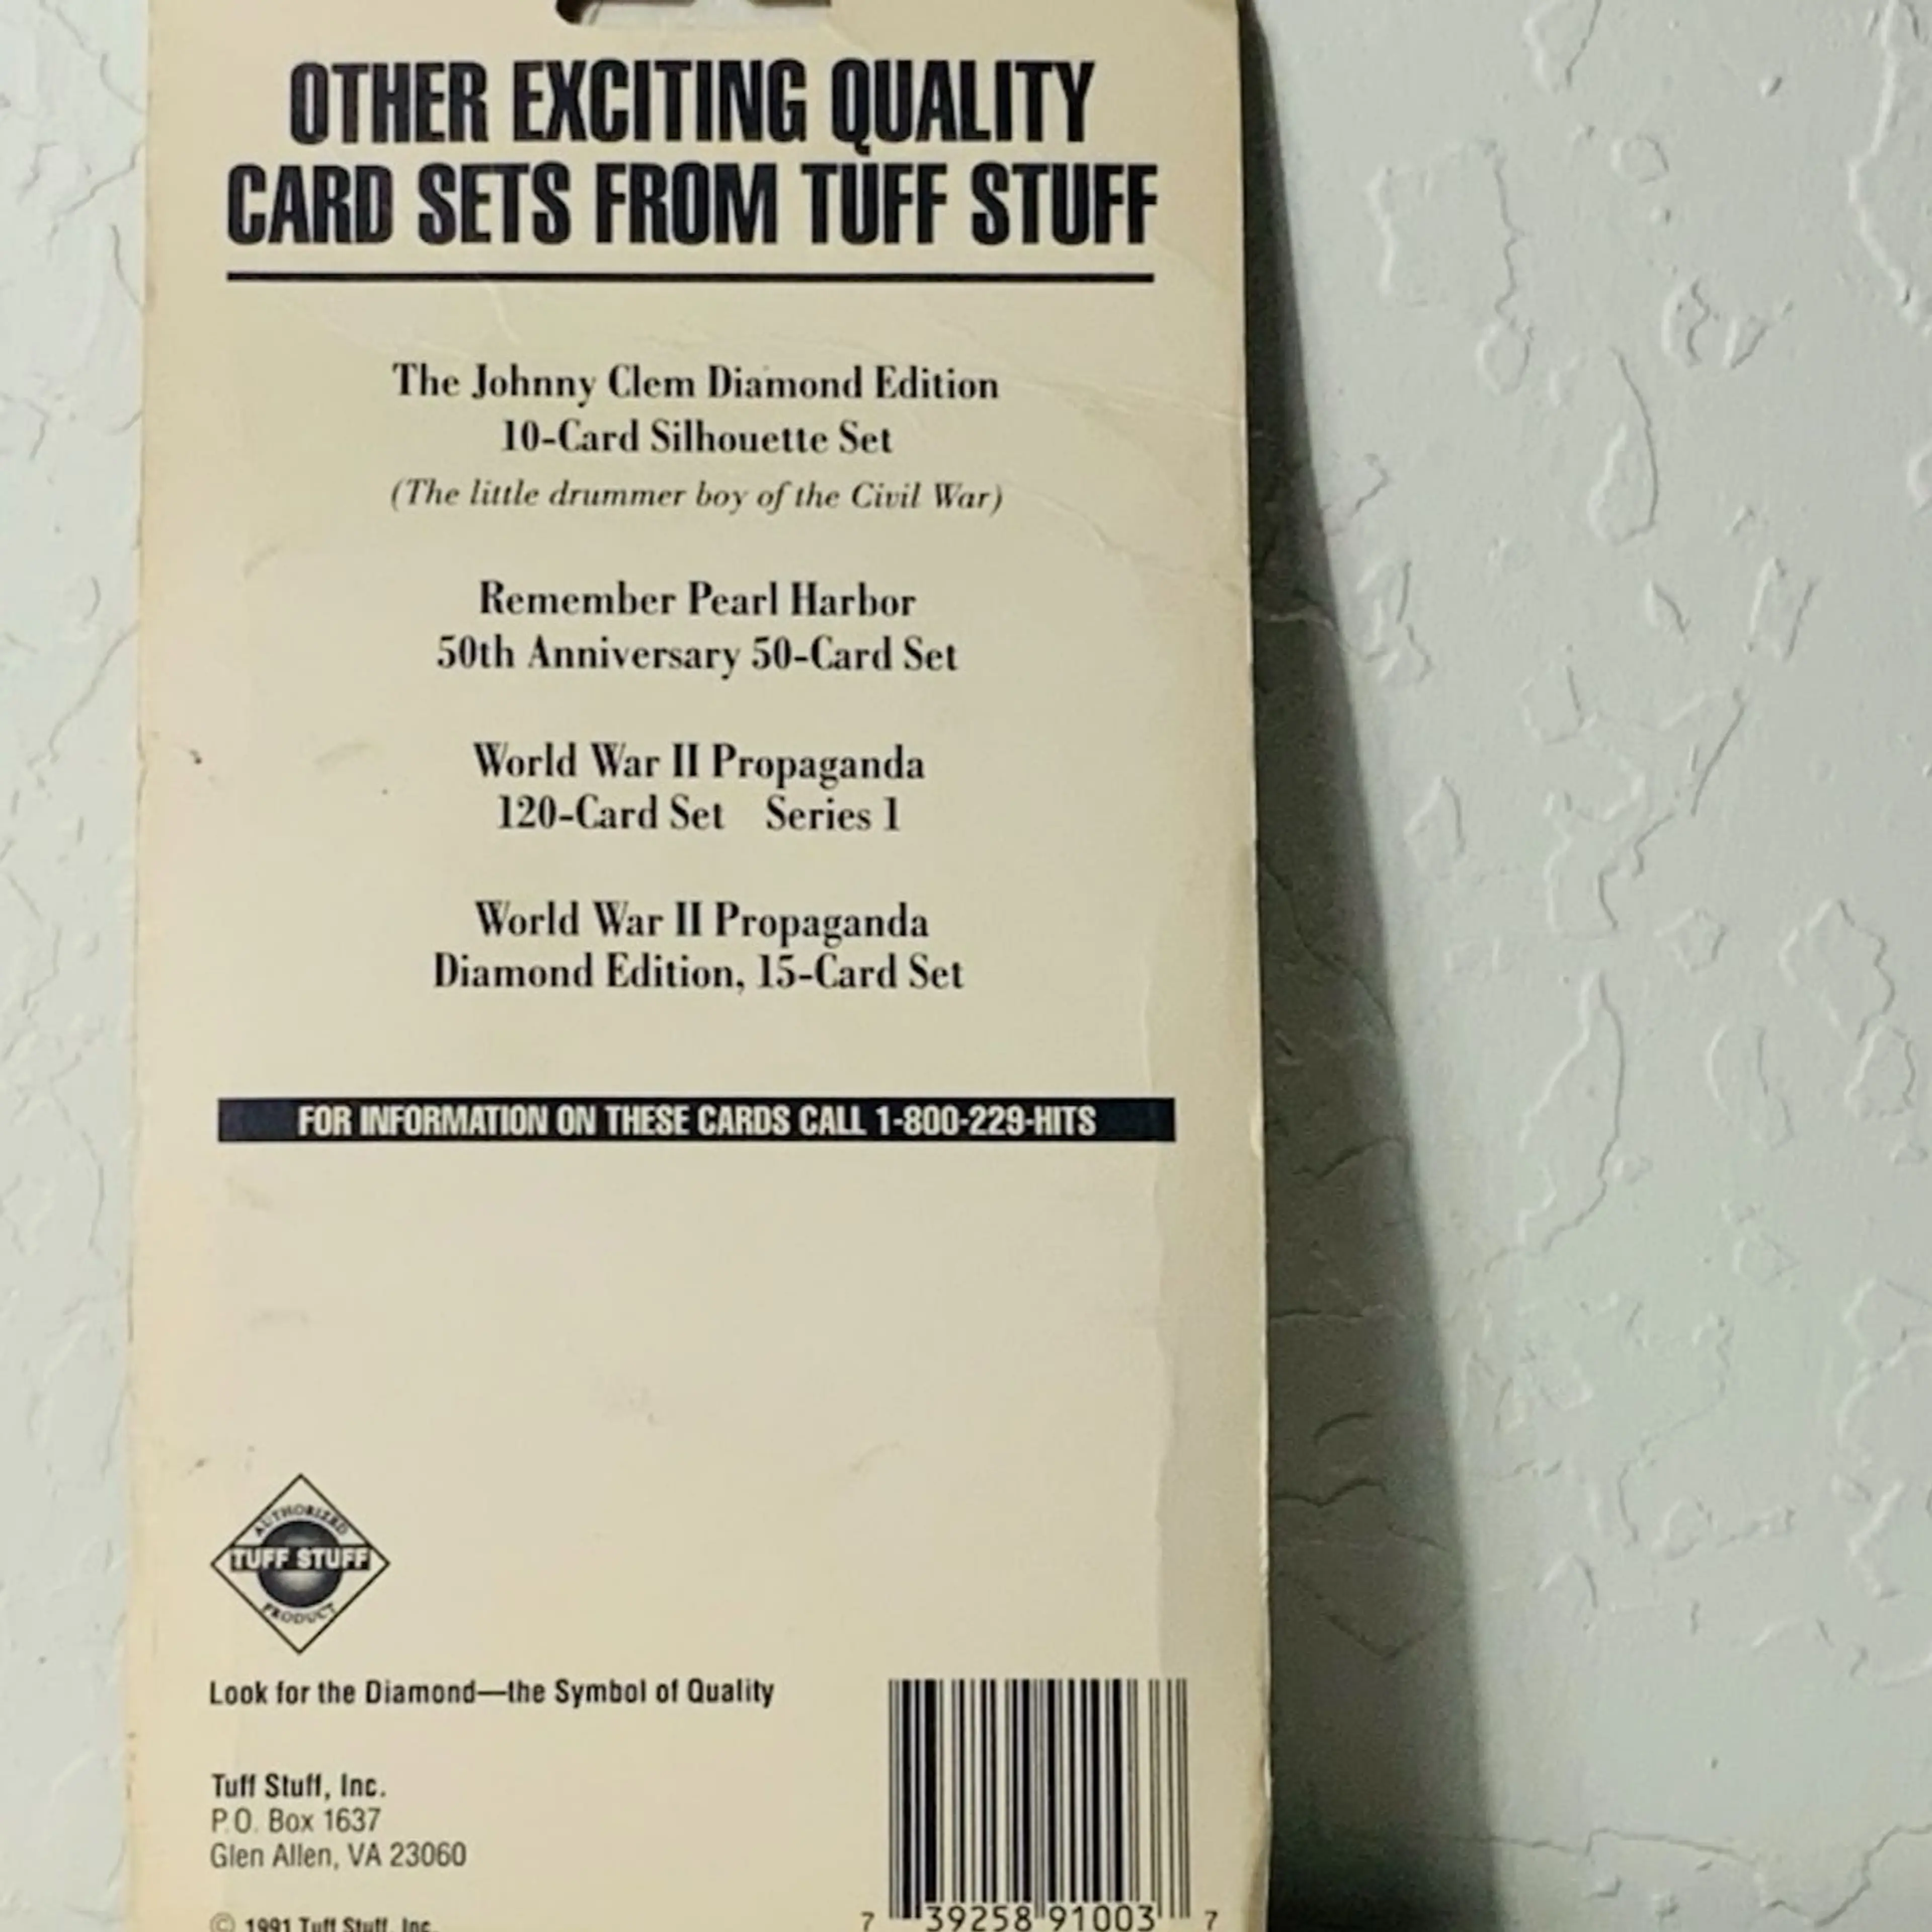 OTHER EXCITING QUALITY
CARD SETS FROM TUFF STUFF
The Johnny Clem Diamond Edition
10-Card Silhouette Set
(The little drummer boy of the Civil War)
Remember Pearl Harbor
50th Anniversary 50-Card Set
World War II Propaganda
120-Card Set Series 1
World War II Propaganda
Diamond Edition, 15-Card Set
FOR INFORMATION ON THESE CARDS CALL 1-800-229-HITS
AUTHORIZED
TUFF STUFF
PRODUCT
Look for the Diamond—the Symbol of Quality
Tuff Stuff, Inc.
P.O. Box 1637
Glen Allen, VA 23060
© 1991 Tuff Stuff, Inc.
7 39258 91003 7